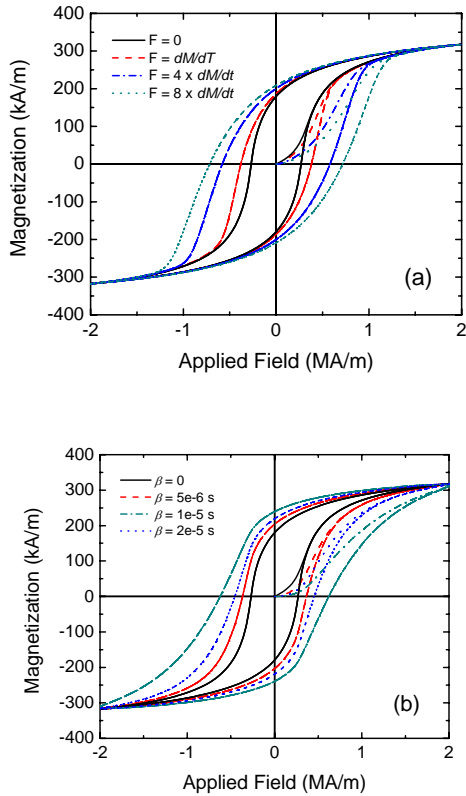 400
300
200
100
0
-100
-200
-300
-400
F = 0
F = dM/dT
F = 4 x dM/dt
F = 8 x dM/dt
Magnetization (kA/m)
(a)
-2 -1 0 1 2
Applied Field (MA/m)
400
300
200
100
0
-100
-200
-300
-400
β = 0
β = 5e-6 s
β = 1e-5 s
β = 2e-5 s
Magnetization (kA/m)
(b)
-2 -1 0 1 2
Applied Field (MA/m)